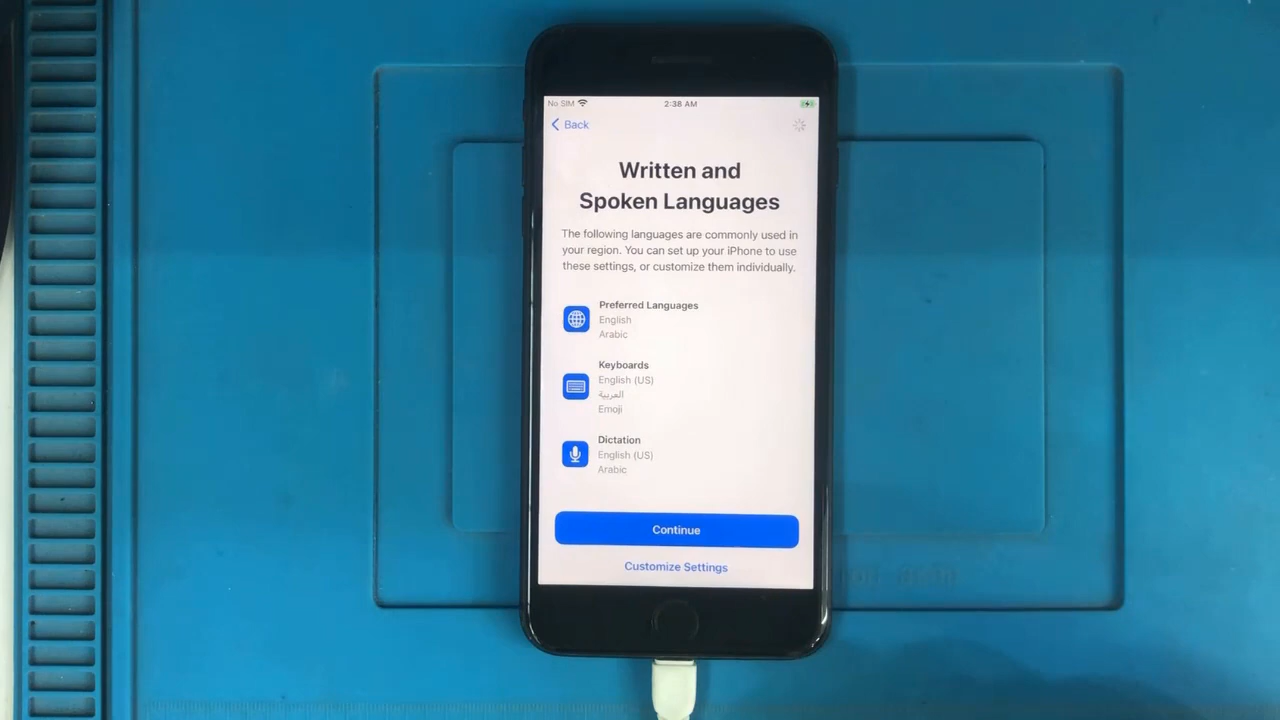 No SIM 2:38 AM
Back
Written and
Spoken Languages
The following languages are commonly used in
your region. You can set up your iPhone to use
these settings, or customize them individually.
Preferred Languages
English
Arabic
Keyboards
English (US)
العربية
Emoji
Dictation
English (US)
Arabic
Continue
Customize Settings